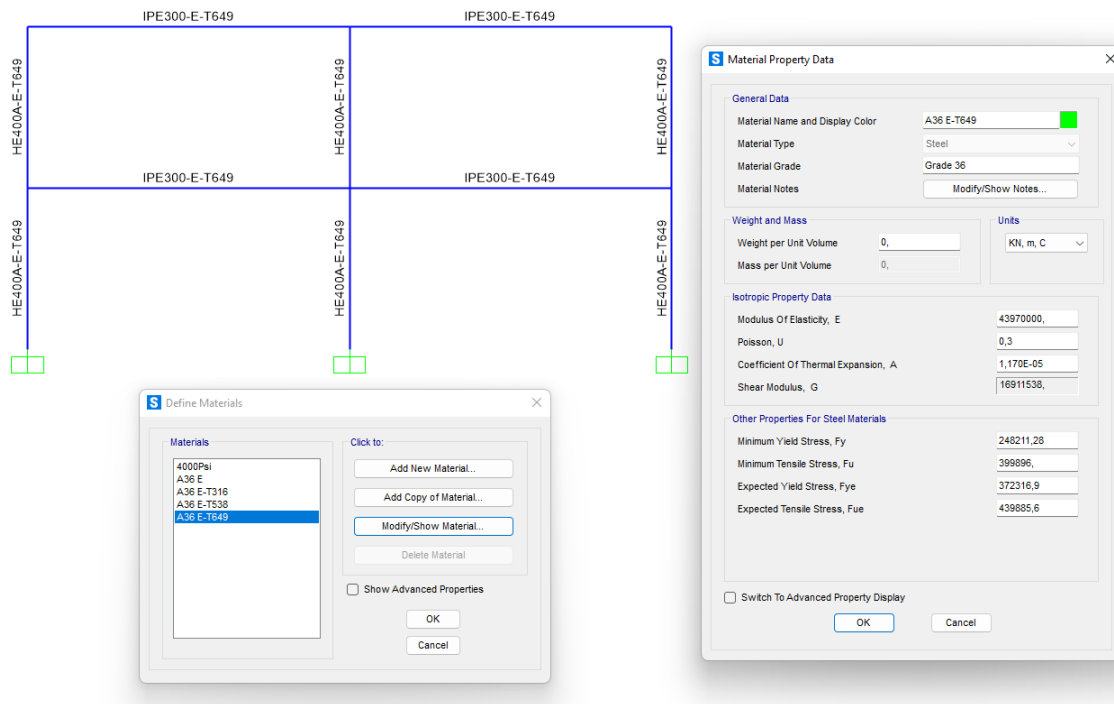 IPE300-E-T649
IPE300-E-T649
HE400A-E-T649
HE400A-E-T649
HE400A-E-T649
IPE300-E-T649
IPE300-E-T649
HE400A-E-T649
HE400A-E-T649
HE400A-E-T649
S Define Materials
Materials
4000Psi
A36 E
A36 E-T316
A36 E-T538
A36 E-T649
Click to:
Add New Material...
Add Copy of Material...
Modify/Show Material...
Delete Material
Show Advanced Properties
OK
Cancel
S Material Property Data
General Data
Material Name and Display Color A36 E-T649
Material Type Steel
Material Grade Grade 36
Material Notes Modify/Show Notes...
Weight and Mass
Weight per Unit Volume 0,
Mass per Unit Volume 0,
Units
KN, m, C
Isotropic Property Data
Modulus Of Elasticity, E 43970000,
Poisson, U 0,3
Coefficient Of Thermal Expansion, A 1,170E-05
Shear Modulus, G 16911538,
Other Properties For Steel Materials
Minimum Yield Stress, Fy 248211,28
Minimum Tensile Stress, Fu 399896,
Expected Yield Stress, Fye 372316,9
Expected Tensile Stress, Fue 439885,6
Switch To Advanced Property Display
OK
Cancel